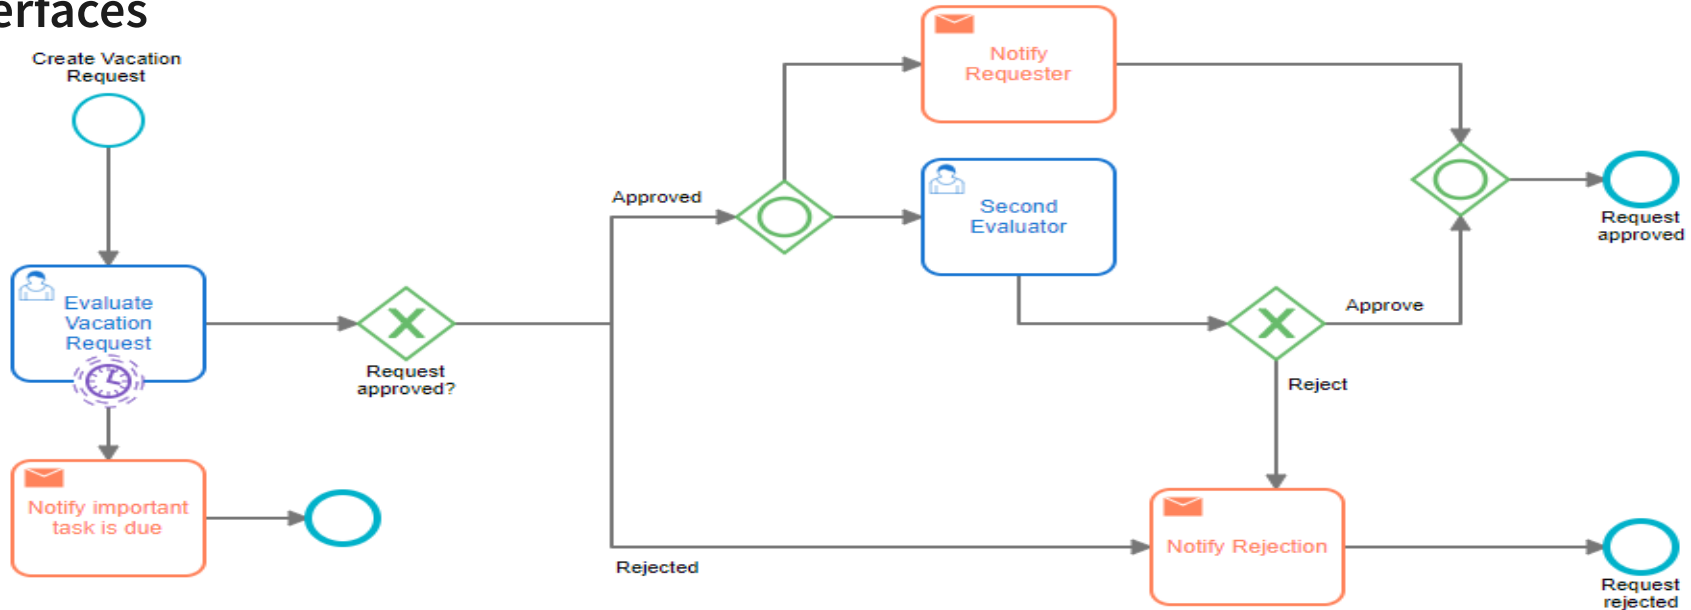 erfaces
Create Vacation
Request
Notify
Requester
Approved
Second
Evaluator
Request
approved
Evaluate
Vacation
Request
Approve
Request
approved?
Reject
Notify important
task is due
Notify Rejection
Rejected
Request
rejected